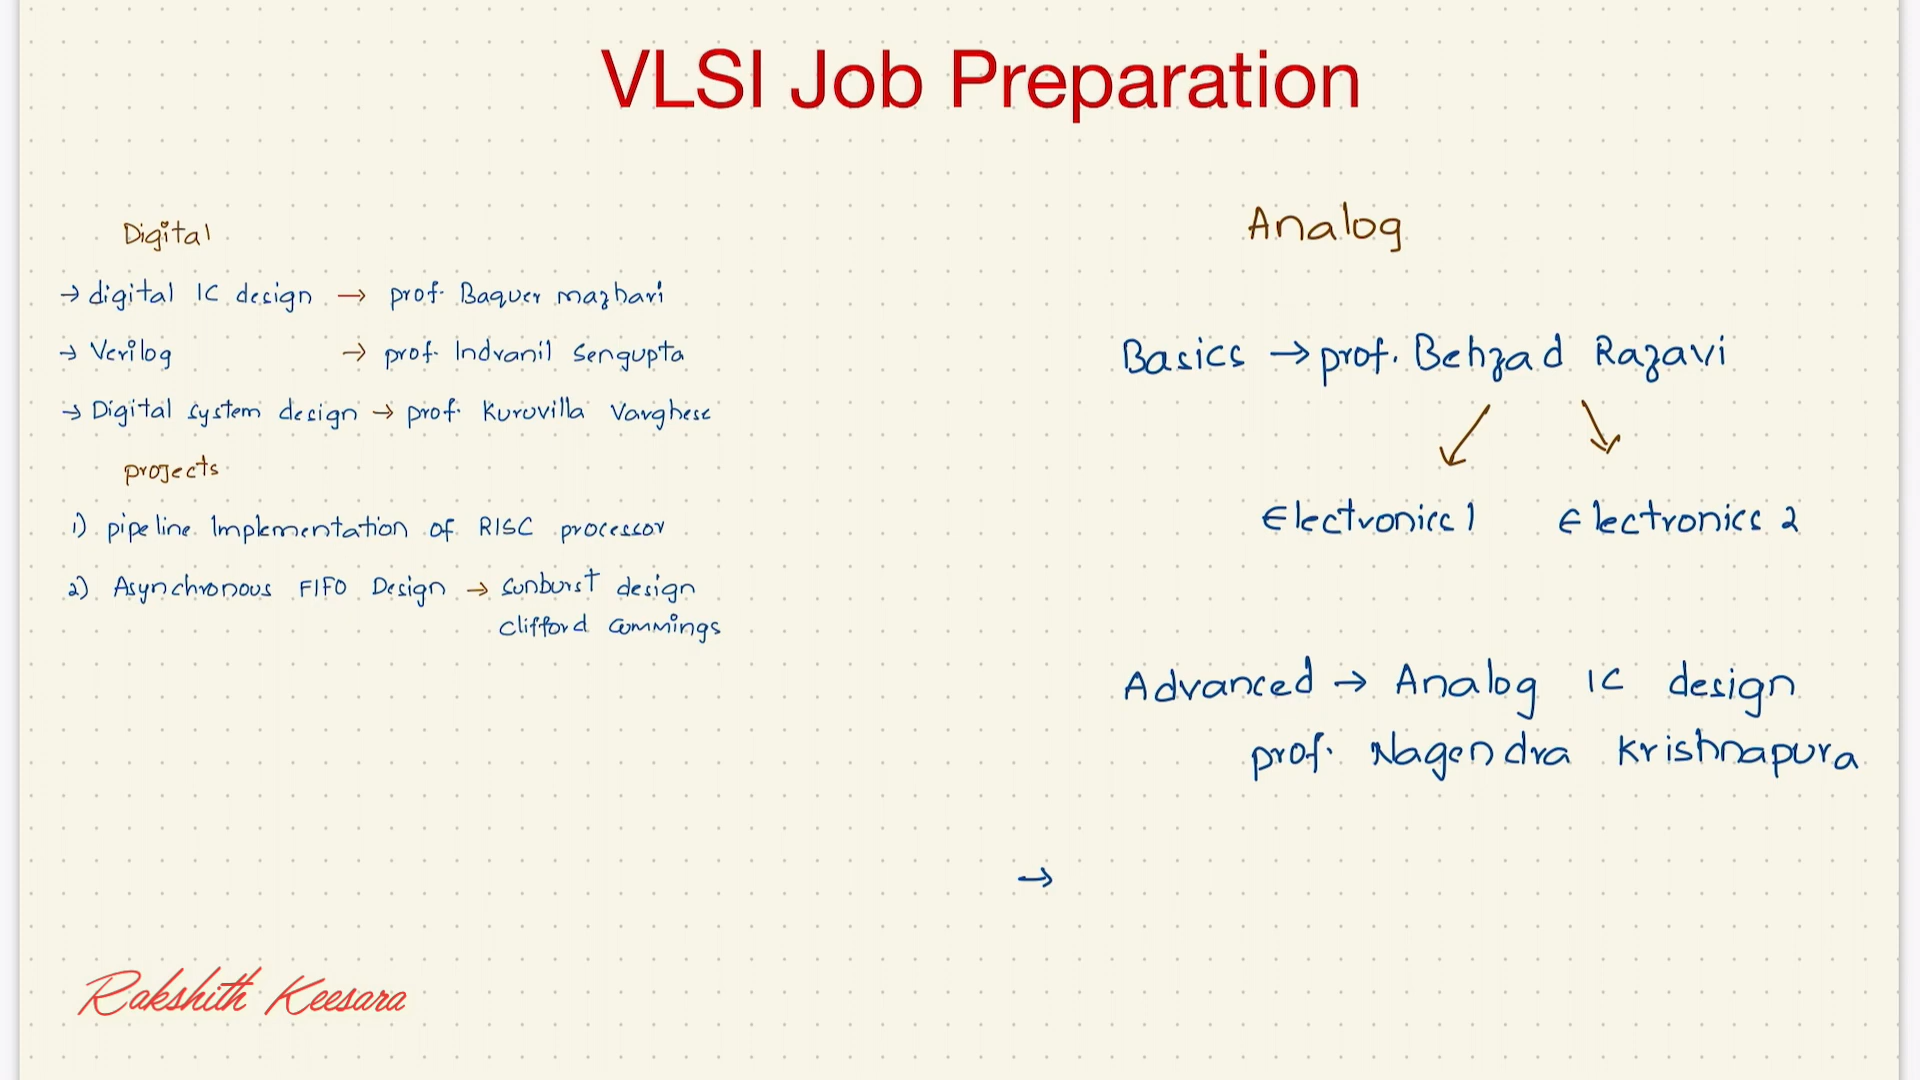 VLSI Job Preparation
Digital
→ digital IC design → prof. Baquer mazhari
→ Verilog → prof. Indranil Sengupta
→ Digital system design → prof. Kuruvilla Varghese
projects
1) pipeline Implementation of RISC processor
2) Asynchronous FIFO Design → sunburst design
clifford cummings
Analog
Basics → prof. Behzad Razavi
Electronics 1 Electronics 2
Advanced → Analog IC design
prof. Nagendra Krishnapura
→
Rakshith Keesara